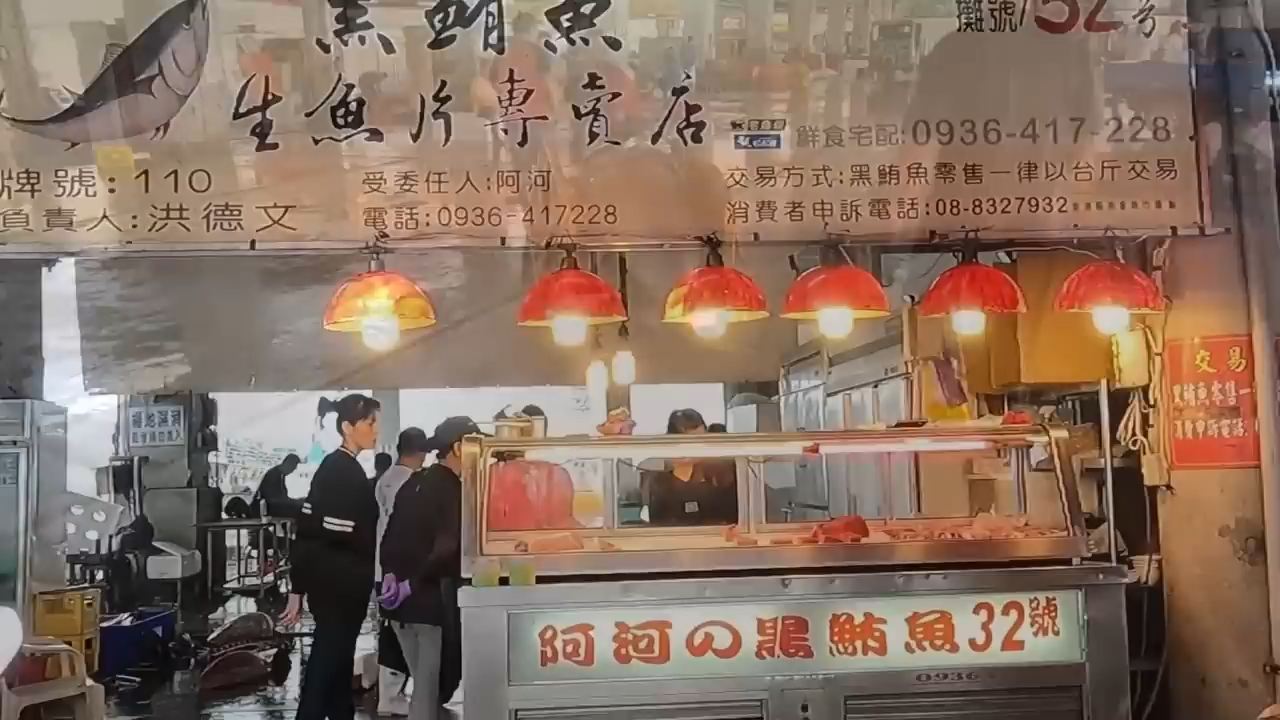 黑鮪魚
攤號/32号
生魚片專賣店
鮮食宅配:0936-417-228
牌號:110
受委任人:阿河
交易方式:黑鮪魚零售一律以台斤交易
負責人:洪德文
電話:0936-417228
消費者申訴電話:08-8327932
交易
阿河の黑鮪魚32號
0936